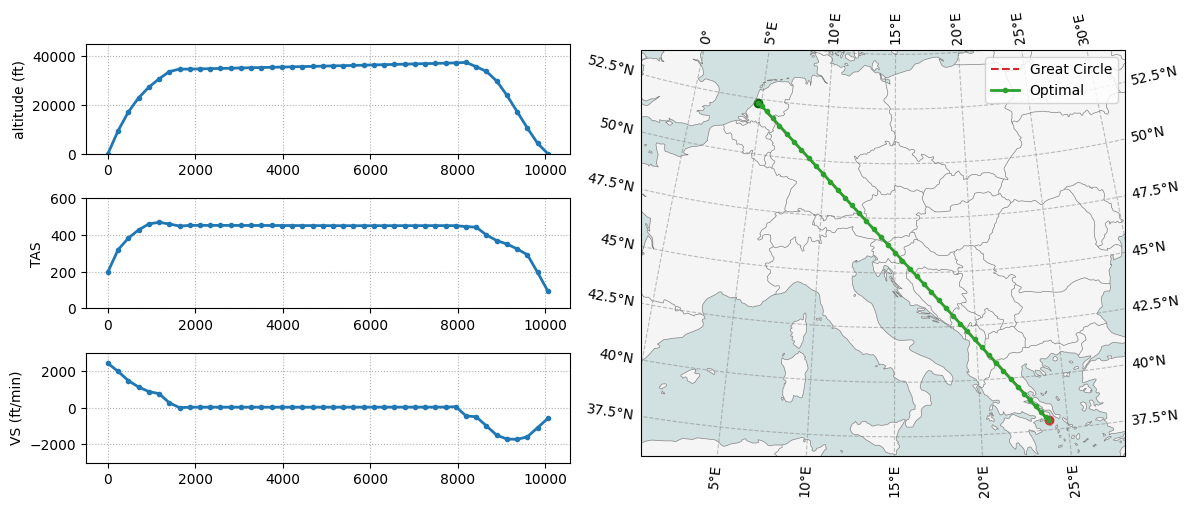 altitude (ft)
40000
20000
0
0
2000
4000
6000
8000
10000
TAS
600
400
200
0
0
2000
4000
6000
8000
10000
VS (ft/min)
2000
0
−2000
0
2000
4000
6000
8000
10000
0°
5°E
10°E
15°E
20°E
25°E
30°E
Great Circle
Optimal
52.5°N
50°N
47.5°N
45°N
42.5°N
40°N
37.5°N
52.5°N
50°N
47.5°N
45°N
42.5°N
40°N
37.5°N
5°E
10°E
15°E
20°E
25°E